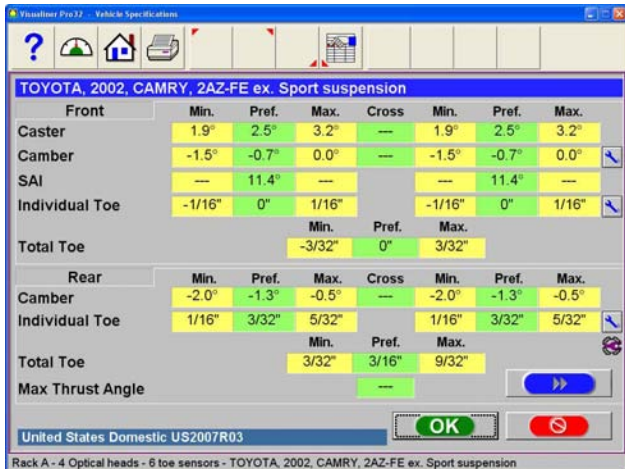 Visualiner Pro32 - Vehicle Specifications
?
TOYOTA, 2002, CAMRY, 2AZ-FE ex. Sport suspension
Front Min. Pref. Max. Cross Min. Pref. Max.
Caster 1.9° 2.5° 3.2° --- 1.9° 2.5° 3.2°
Camber -1.5° -0.7° 0.0° --- -1.5° -0.7° 0.0°
SAI --- 11.4° --- --- 11.4° ---
Individual Toe -1/16" 0" 1/16" -1/16" 0" 1/16"
Min. Pref. Max.
Total Toe -3/32" 0" 3/32"
Rear Min. Pref. Max. Cross Min. Pref. Max.
Camber -2.0° -1.3° -0.5° --- -2.0° -1.3° -0.5°
Individual Toe 1/16" 3/32" 5/32" 1/16" 3/32" 5/32"
Min. Pref. Max.
Total Toe 3/32" 3/16" 9/32"
Max Thrust Angle ---
OK
United States Domestic US2007R03
Rack A - 4 Optical heads - 6 toe sensors - TOYOTA, 2002, CAMRY, 2AZ-FE ex. Sport suspension